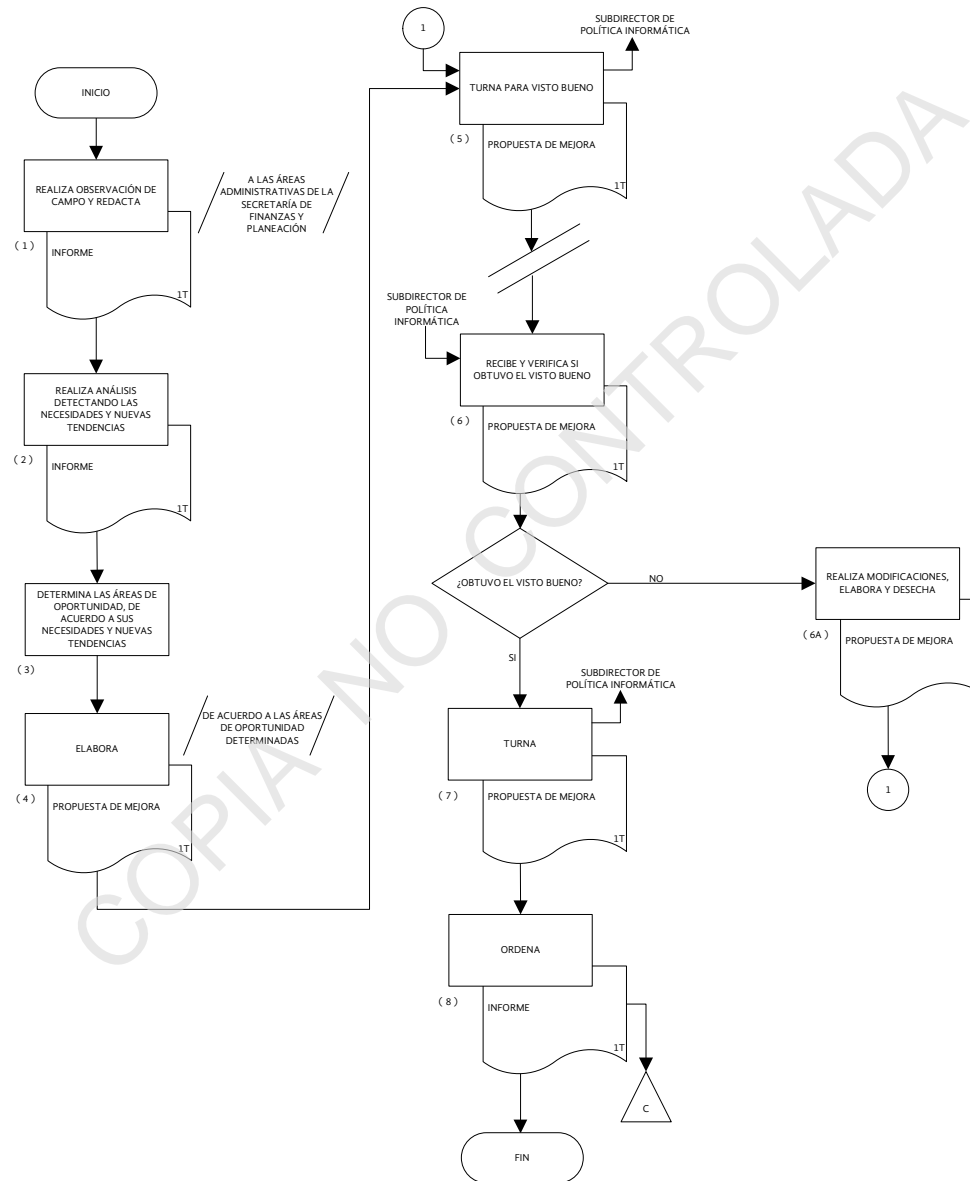 INICIO
REALIZA OBSERVACIÓN DE
CAMPO Y REDACTA
A LAS ÁREAS
ADMINISTRATIVAS DE LA
SECRETARÍA DE
FINANZAS Y
PLANEACIÓN
( 1 )
INFORME
1T
REALIZA ANÁLISIS
DETECTANDO LAS
NECESIDADES Y NUEVAS
TENDENCIAS
( 2 )
INFORME
1T
DETERMINA LAS ÁREAS DE
OPORTUNIDAD, DE
ACUERDO A SUS
NECESIDADES Y NUEVAS
TENDENCIAS
( 3 )
ELABORA
DE ACUERDO A LAS ÁREAS
DE OPORTUNIDAD
DETERMINADAS
( 4 )
PROPUESTA DE MEJORA
1T
1
SUBDIRECTOR DE
POLÍTICA INFORMÁTICA
TURNA PARA VISTO BUENO
( 5 )
PROPUESTA DE MEJORA
1T
SUBDIRECTOR DE
POLÍTICA
INFORMÁTICA
RECIBE Y VERIFICA SI
OBTUVO EL VISTO BUENO
( 6 )
PROPUESTA DE MEJORA
1T
¿OBTUVO EL VISTO BUENO?
NO
REALIZA MODIFICACIONES,
ELABORA Y DESECHA
( 6A )
PROPUESTA DE MEJORA
1
SI
SUBDIRECTOR DE
POLÍTICA INFORMÁTICA
TURNA
( 7 )
PROPUESTA DE MEJORA
1T
ORDENA
( 8 )
INFORME
1T
C
FIN
COPIA NO CONTROLADA